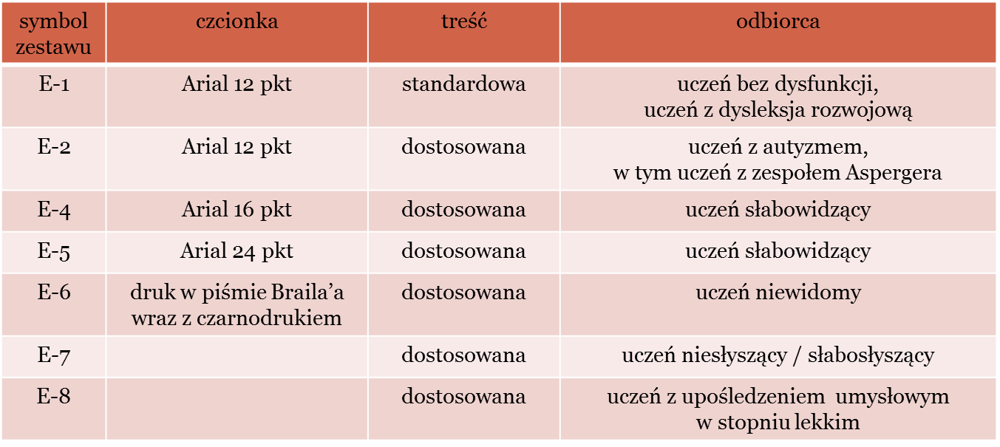 symbol zestawu czcionka treść odbiorca
E-1 Arial 12 pkt standardowa uczeń bez dysfunkcji,
uczeń z dysleksja rozwojową
E-2 Arial 12 pkt dostosowana uczeń z autyzmem,
w tym uczeń z zespołem Aspergera
E-4 Arial 16 pkt dostosowana uczeń słabowidzący
E-5 Arial 24 pkt dostosowana uczeń słabowidzący
E-6 druk w piśmie Braila’a wraz z czarnodrukiem dostosowana uczeń niewidomy
E-7 dostosowana uczeń niesłyszący / słabosłyszący
E-8 dostosowana uczeń z upośledzeniem umysłowym
w stopniu lekkim